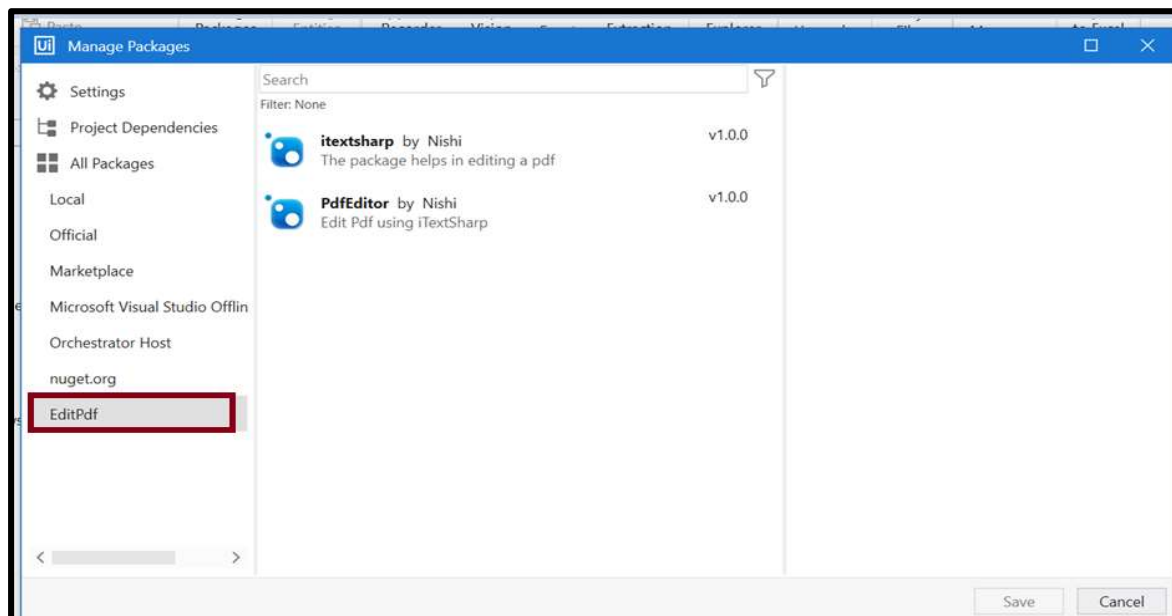 Paste
Ui Manage Packages
Settings
Project Dependencies
All Packages
Local
Official
Marketplace
Microsoft Visual Studio Offlin
Orchestrator Host
nuget.org
EditPdf
Search
Filter: None
itextsharp by Nishi v1.0.0
The package helps in editing a pdf
PdfEditor by Nishi v1.0.0
Edit Pdf using iTextSharp
Save Cancel